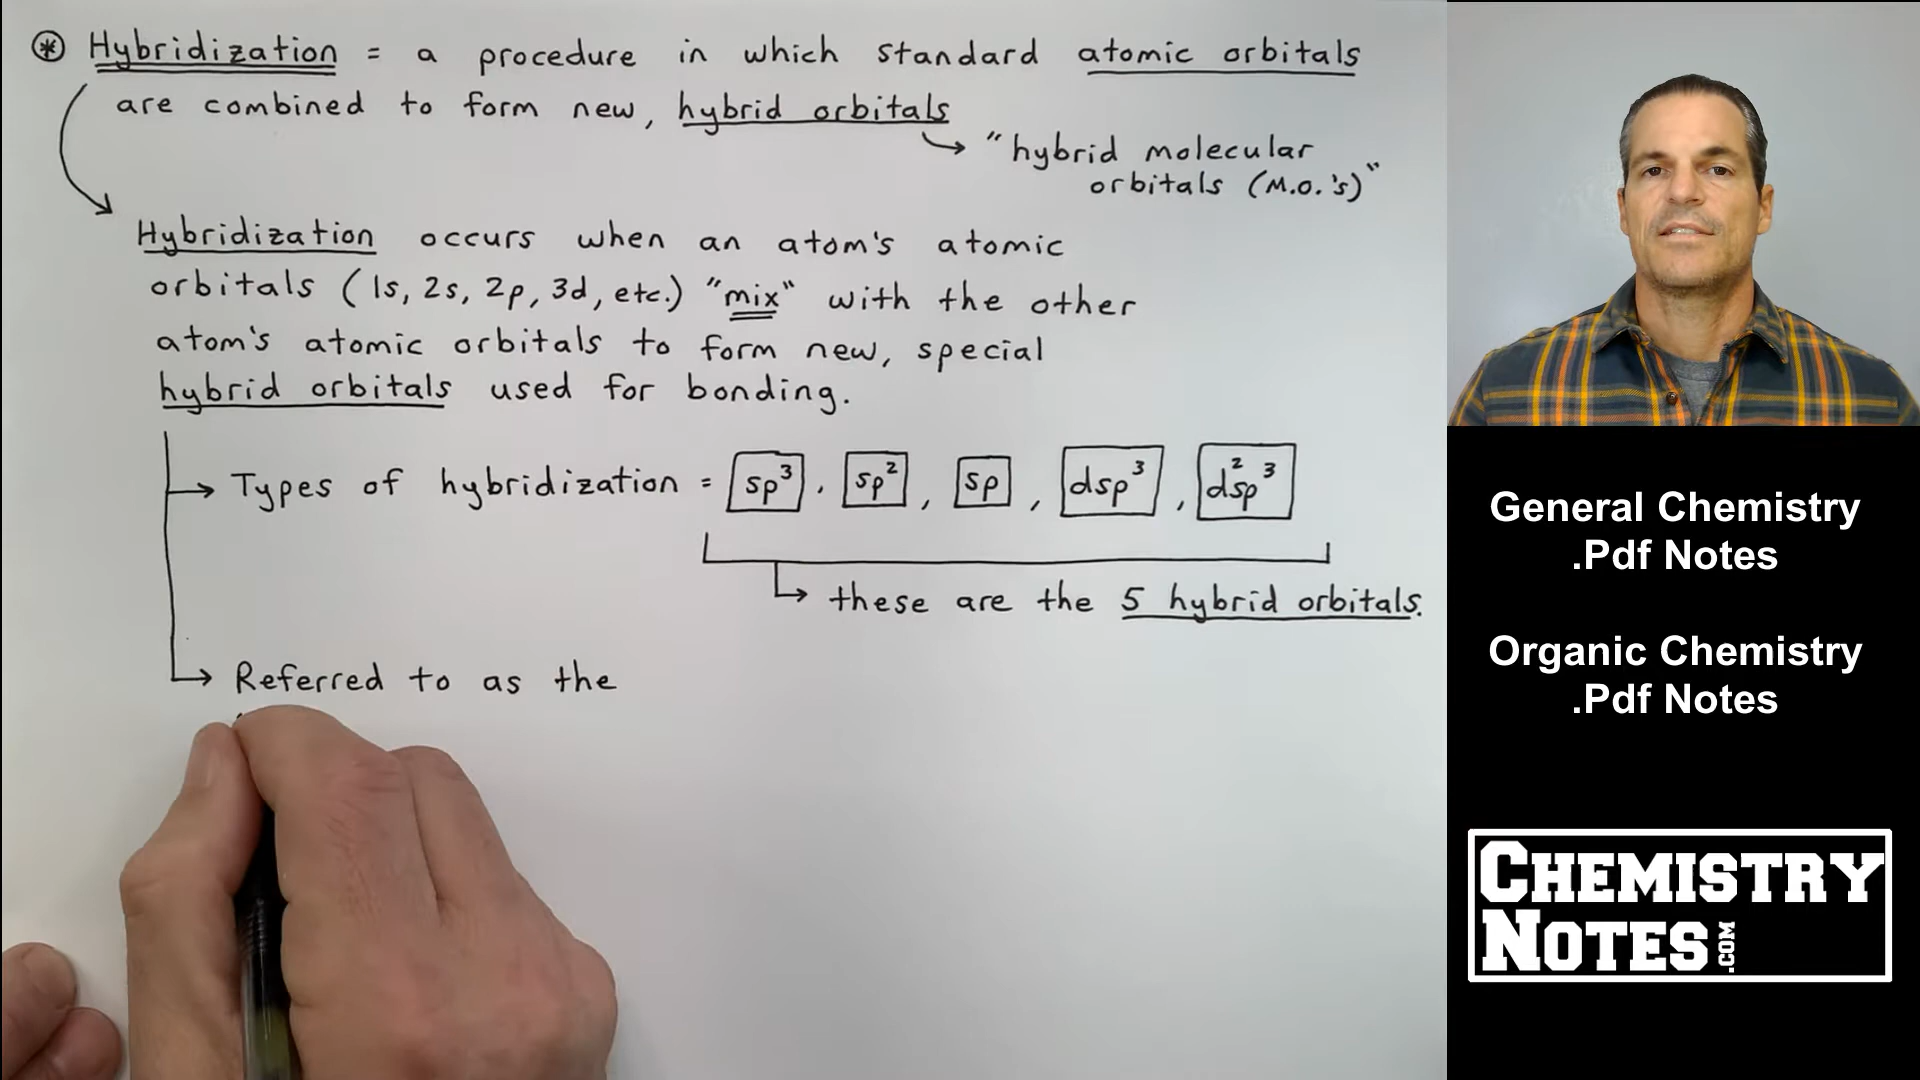 ⊛ Hybridization = a procedure in which standard atomic orbitals
are combined to form new, hybrid orbitals
"hybrid molecular
orbitals (M.O.'s)"
Hybridization occurs when an atom's atomic
orbitals (1s, 2s, 2p, 3d, etc.) "mix" with the other
atom's atomic orbitals to form new, special
hybrid orbitals used for bonding.
Types of hybridization = sp³, sp², sp, dsp³, d²sp³
these are the 5 hybrid orbitals.
Referred to as the
General Chemistry
.Pdf Notes
Organic Chemistry
.Pdf Notes
CHEMISTRY
NOTES.COM